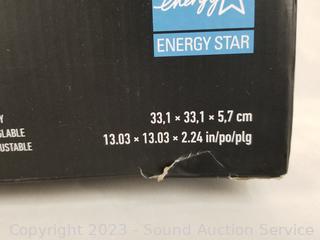 energy
ENERGY STAR
Y
GLABLE
USTABLE
33,1 × 33,1 × 5,7 cm
13.03 × 13.03 × 2.24 in/po/plg
Copyright 2023 - Sound Auction Service